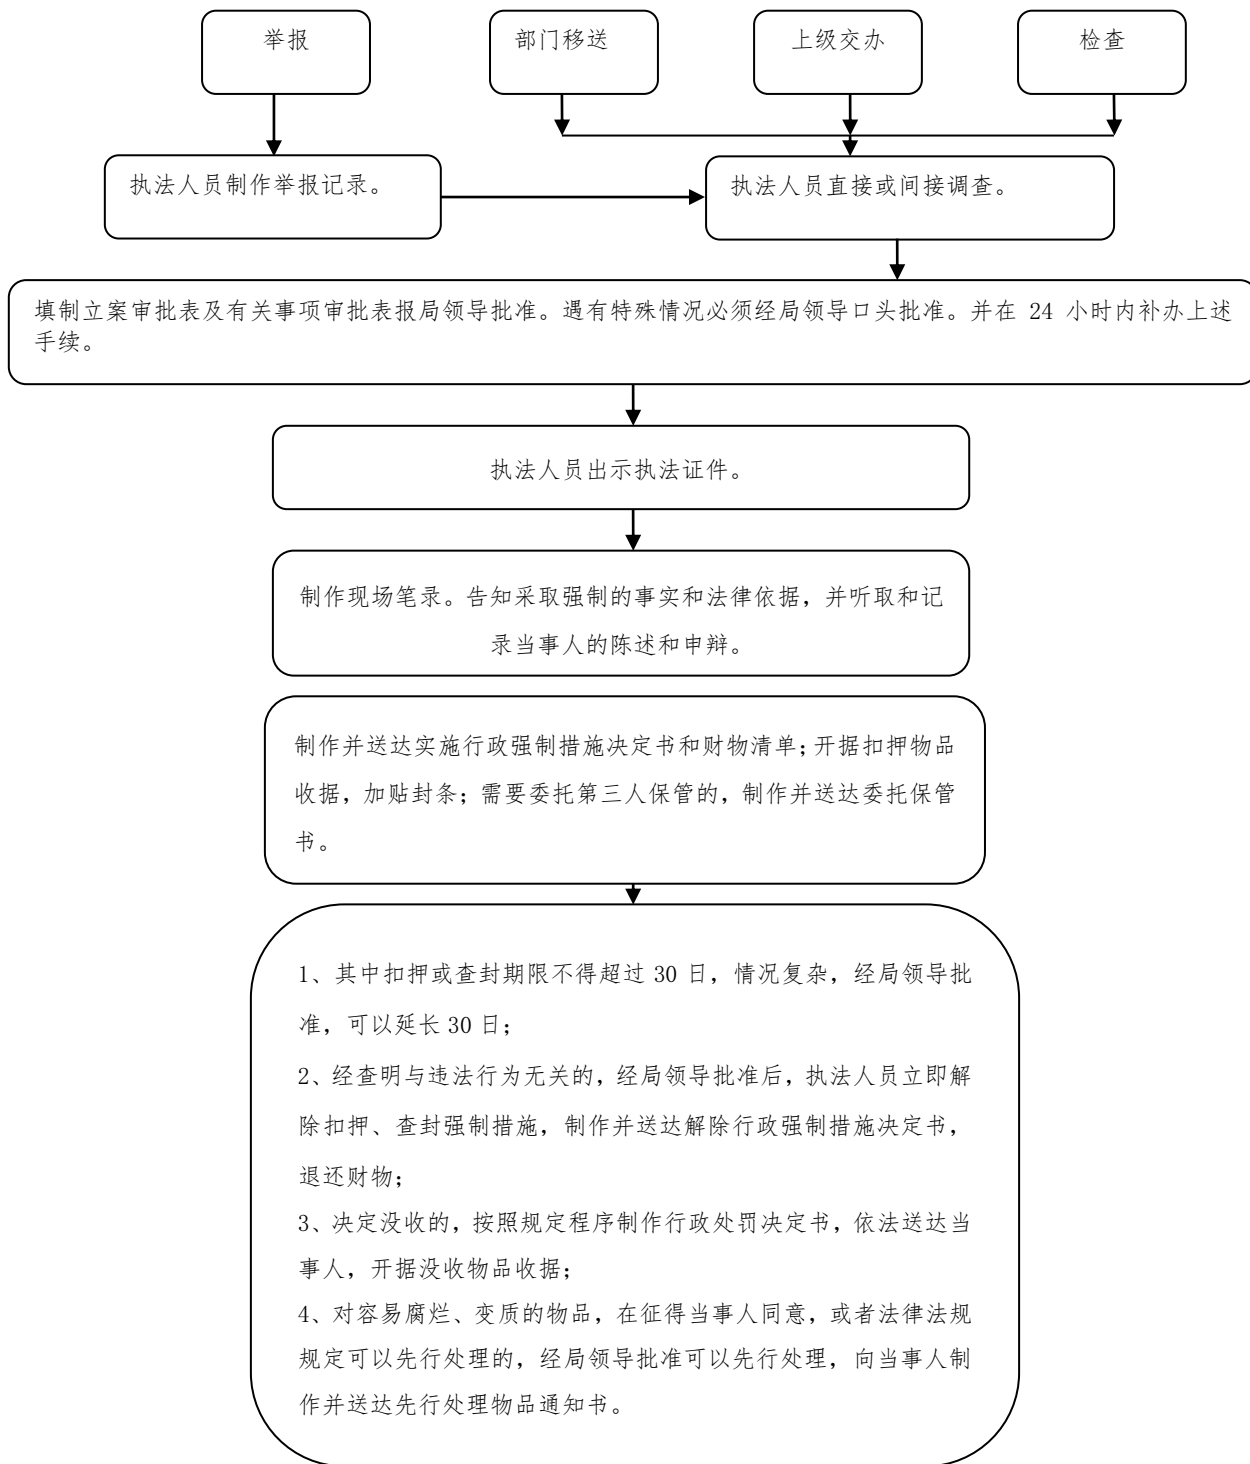 举报
部门移送
上级交办
检查
执法人员制作举报记录。
执法人员直接或间接调查。
填制立案审批表及有关事项审批表报局领导批准。遇有特殊情况必须经局领导口头批准。并在 24 小时内补办上述
手续。
执法人员出示执法证件。
制作现场笔录。告知采取强制的事实和法律依据，并听取和记
录当事人的陈述和申辩。
制作并送达实施行政强制措施决定书和财物清单；开据扣押物品
收据，加贴封条；需要委托第三人保管的，制作并送达委托保管
书。
1、其中扣押或查封期限不得超过 30 日，情况复杂，经局领导批
准，可以延长 30 日；
2、经查明与违法行为无关的，经局领导批准后，执法人员立即解
除扣押、查封强制措施，制作并送达解除行政强制措施决定书，
退还财物；
3、决定没收的，按照规定程序制作行政处罚决定书，依法送达当
事人，开据没收物品收据；
4、对容易腐烂、变质的物品，在征得当事人同意，或者法律法规
规定可以先行处理的，经局领导批准可以先行处理，向当事人制
作并送达先行处理物品通知书。